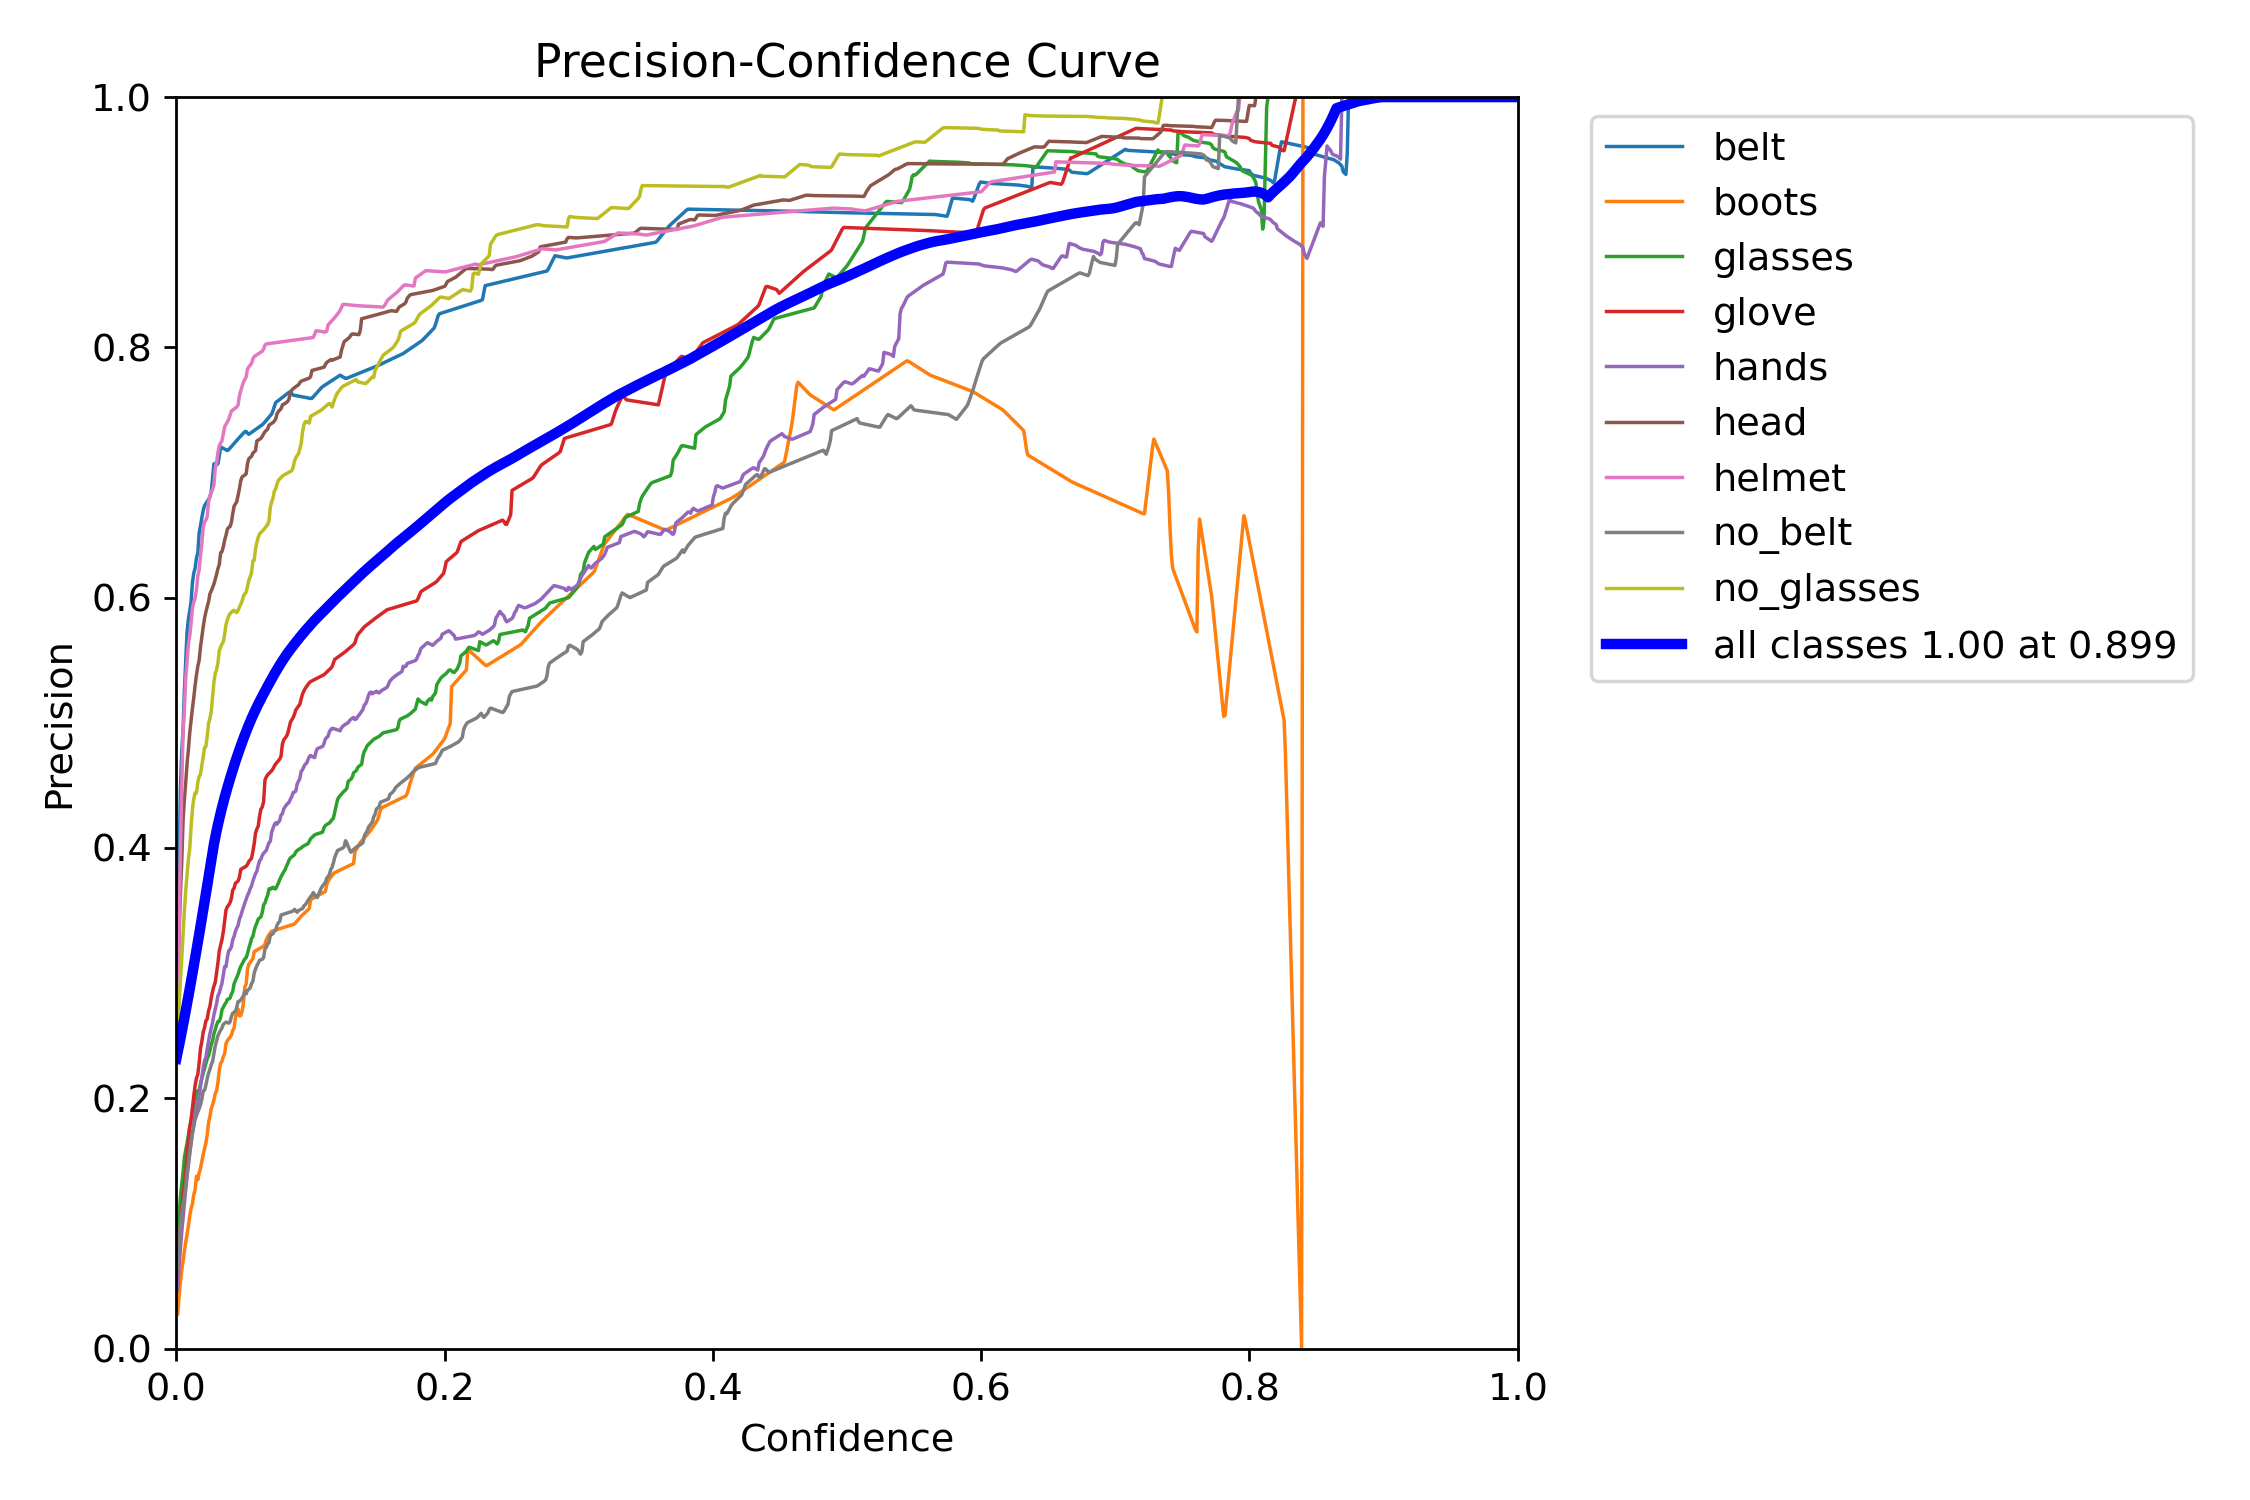 Precision-Confidence Curve
1.0
0.8
0.6
0.4
0.2
0.0
Precision
0.0 0.2 0.4 0.6 0.8 1.0
Confidence
belt
boots
glasses
glove
hands
head
helmet
no_belt
no_glasses
all classes 1.00 at 0.899